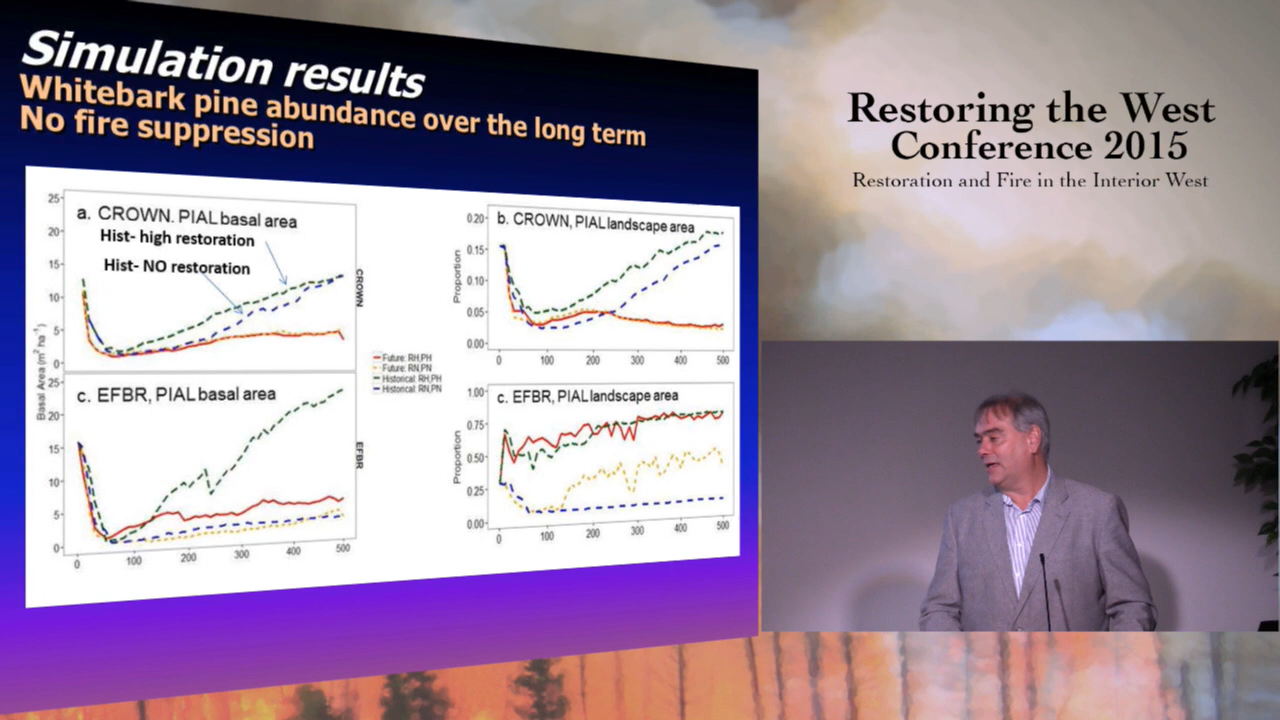 Simulation results
Whitebark pine abundance over the long term
No fire suppression
Restoring the West
Conference 2015
Restoration and Fire in the Interior West
a. CROWN. PIAL basal area
Hist- high restoration
Hist- NO restoration
25
20
15
10
5
0
CROWN
Basal Area (m² ha⁻¹)
b. CROWN, PIAL landscape area
Proportion
0.20
0.15
0.10
0.05
0.00
0
100
200
300
400
500
Future: RH,PH
Future: RN,PN
Historical: RH,PH
Historical: RN,PN
c. EFBR, PIAL basal area
25
20
15
10
5
0
EFBR
0
100
200
300
400
500
c. EFBR, PIAL landscape area
Proportion
1.00
0.75
0.50
0.25
0.00
0
100
200
300
400
500